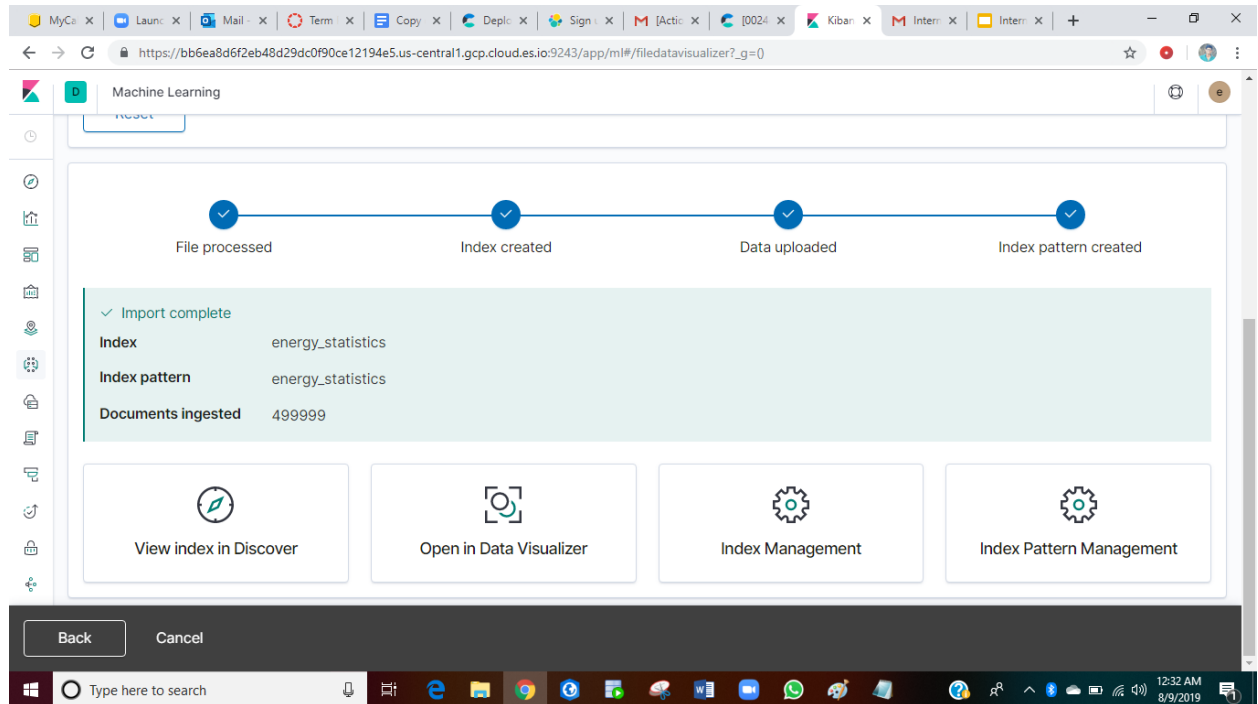 MyCa
Launc
Mail -
Term
Copy
Deplo
Sign
[Actic
[0024
Kiban
Intern
Intern
https://bb6ea8d6f2eb48d29dc0f90ce12194e5.us-central1.gcp.cloud.es.io:9243/app/ml#/filedatavisualizer?_g=()
D Machine Learning e
Reset
File processed Index created Data uploaded Index pattern created
Import complete
Index energy_statistics
Index pattern energy_statistics
Documents ingested 499999
View index in Discover Open in Data Visualizer Index Management Index Pattern Management
Back Cancel
Type here to search
12:32 AM
8/9/2019